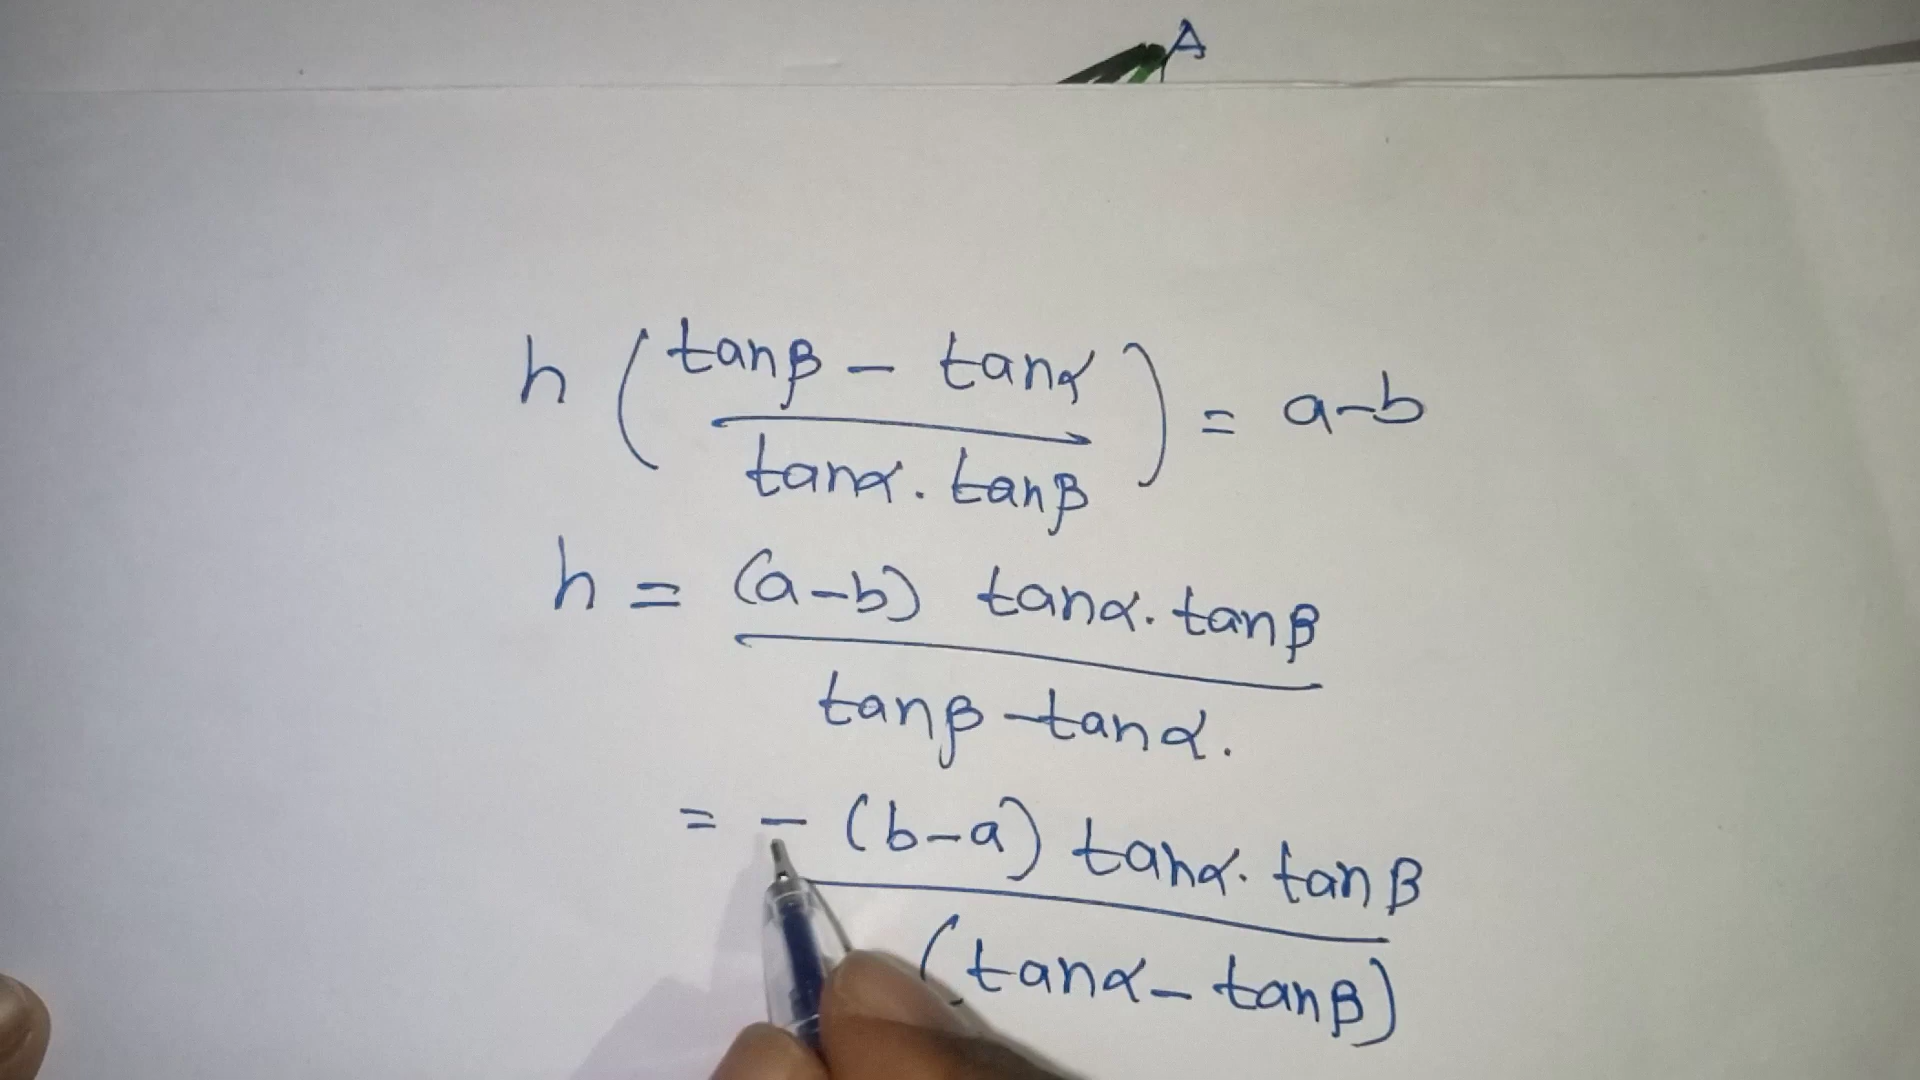 A
h ( tanβ - tanα / tanα . tanβ ) = a-b
h = (a-b) tanα . tanβ / tanβ - tanα .
= - (b-a) tanα . tanβ / (tanα - tanβ)